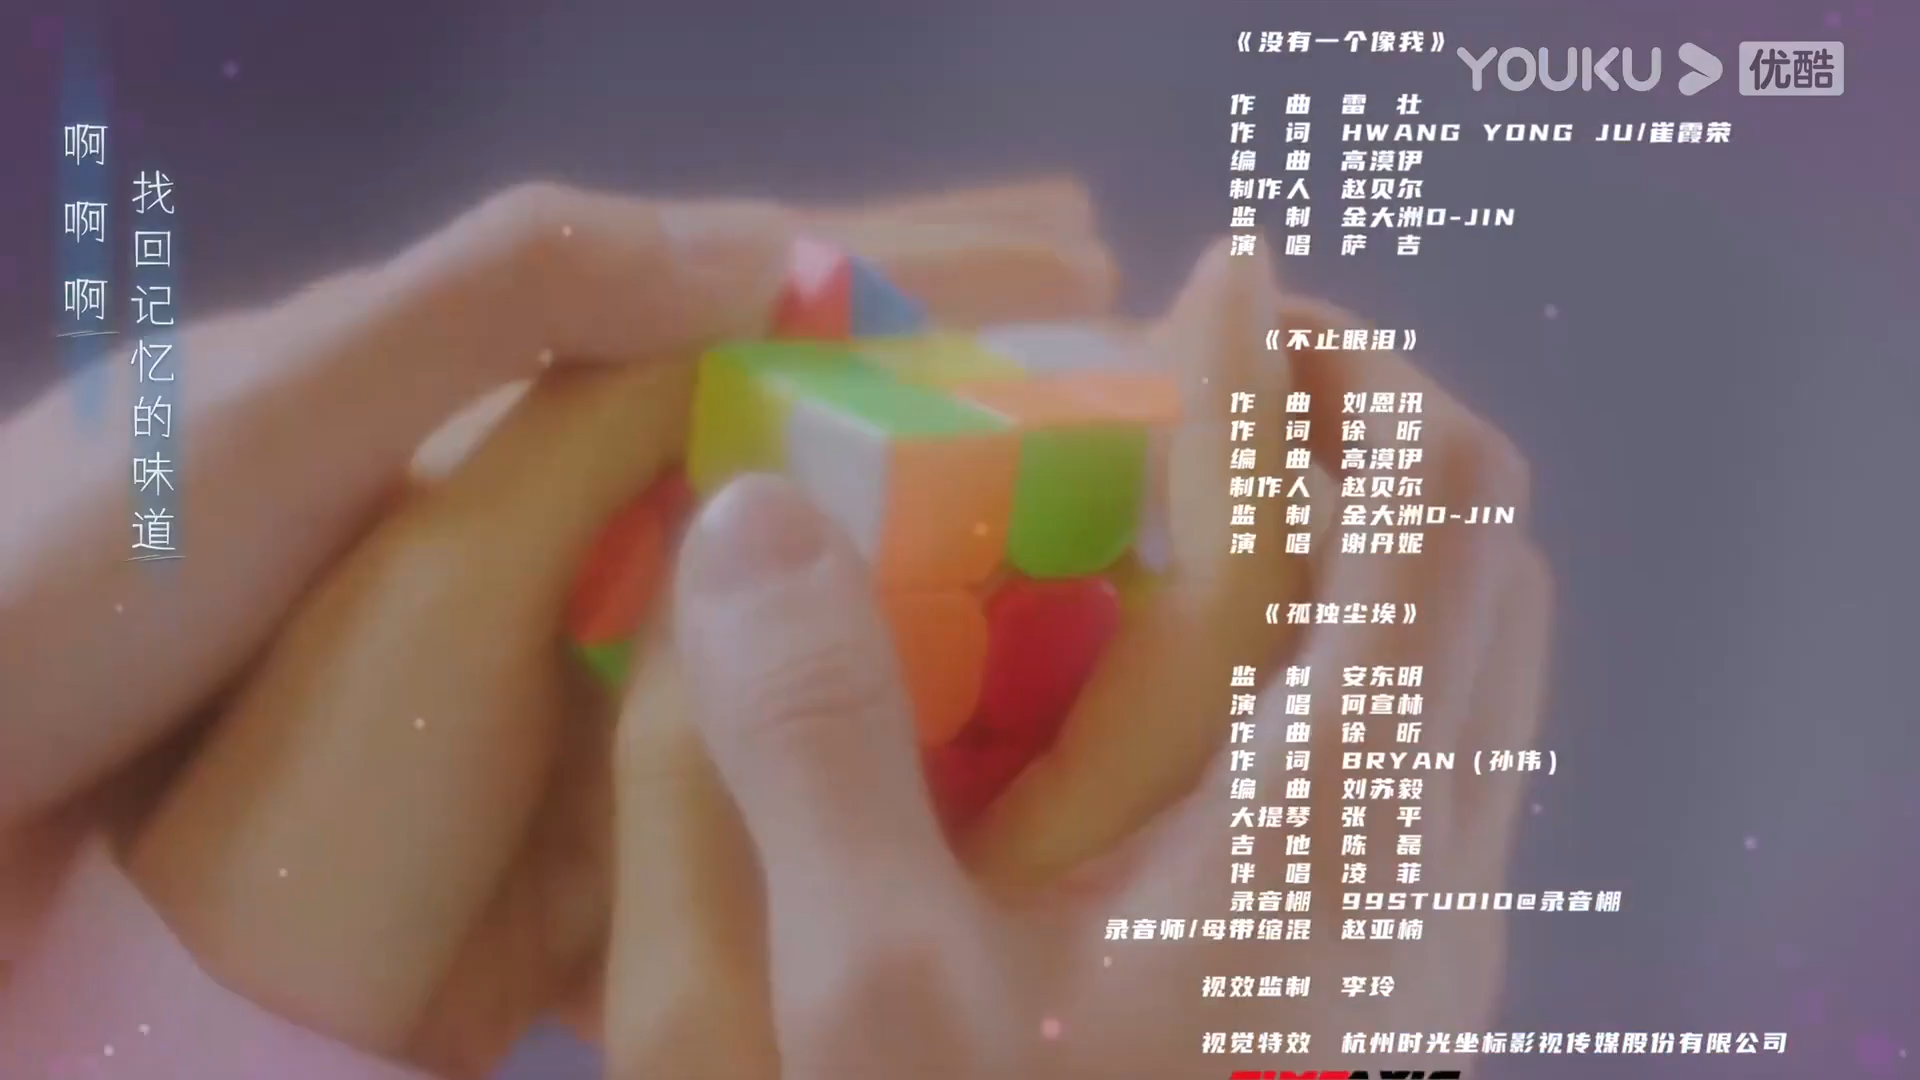 啊啊啊
找回记忆的味道
YOUKU 优酷
《没有一个像我》
作 曲 雷 壮
作 词 HWANG YONG JU/崔霞荣
编 曲 高漠伊
制作人 赵贝尔
监 制 金大洲D-JIN
演 唱 萨 吉
《不止眼泪》
作 曲 刘恩汛
作 词 徐 昕
编 曲 高漠伊
制作人 赵贝尔
监 制 金大洲D-JIN
演 唱 谢丹妮
《孤独尘埃》
监 制 安东明
演 唱 何宣林
作 曲 徐 昕
作 词 BRYAN (孙伟)
编 曲 刘苏毅
大提琴 张 平
吉 他 陈 磊
伴 唱 凌 菲
录音棚 99STUDIO@录音棚
录音师/母带缩混 赵亚楠
视效监制 李玲
视觉特效 杭州时光坐标影视传媒股份有限公司